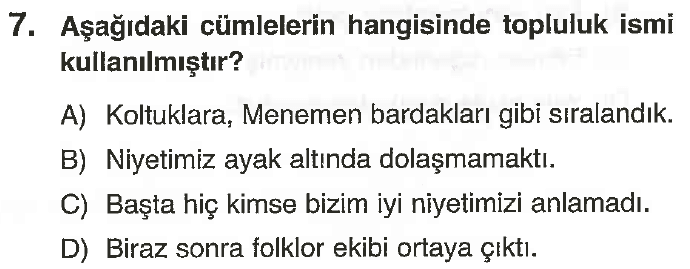 7. Aşağıdaki cümlelerin hangisinde topluluk ismi
kullanılmıştır?
A) Koltuklara, Menemen bardakları gibi sıralandık.
B) Niyetimiz ayak altında dolaşmamaktı.
C) Başta hiç kimse bizim iyi niyetimizi anlamadı.
D) Biraz sonra folklor ekibi ortaya çıktı.